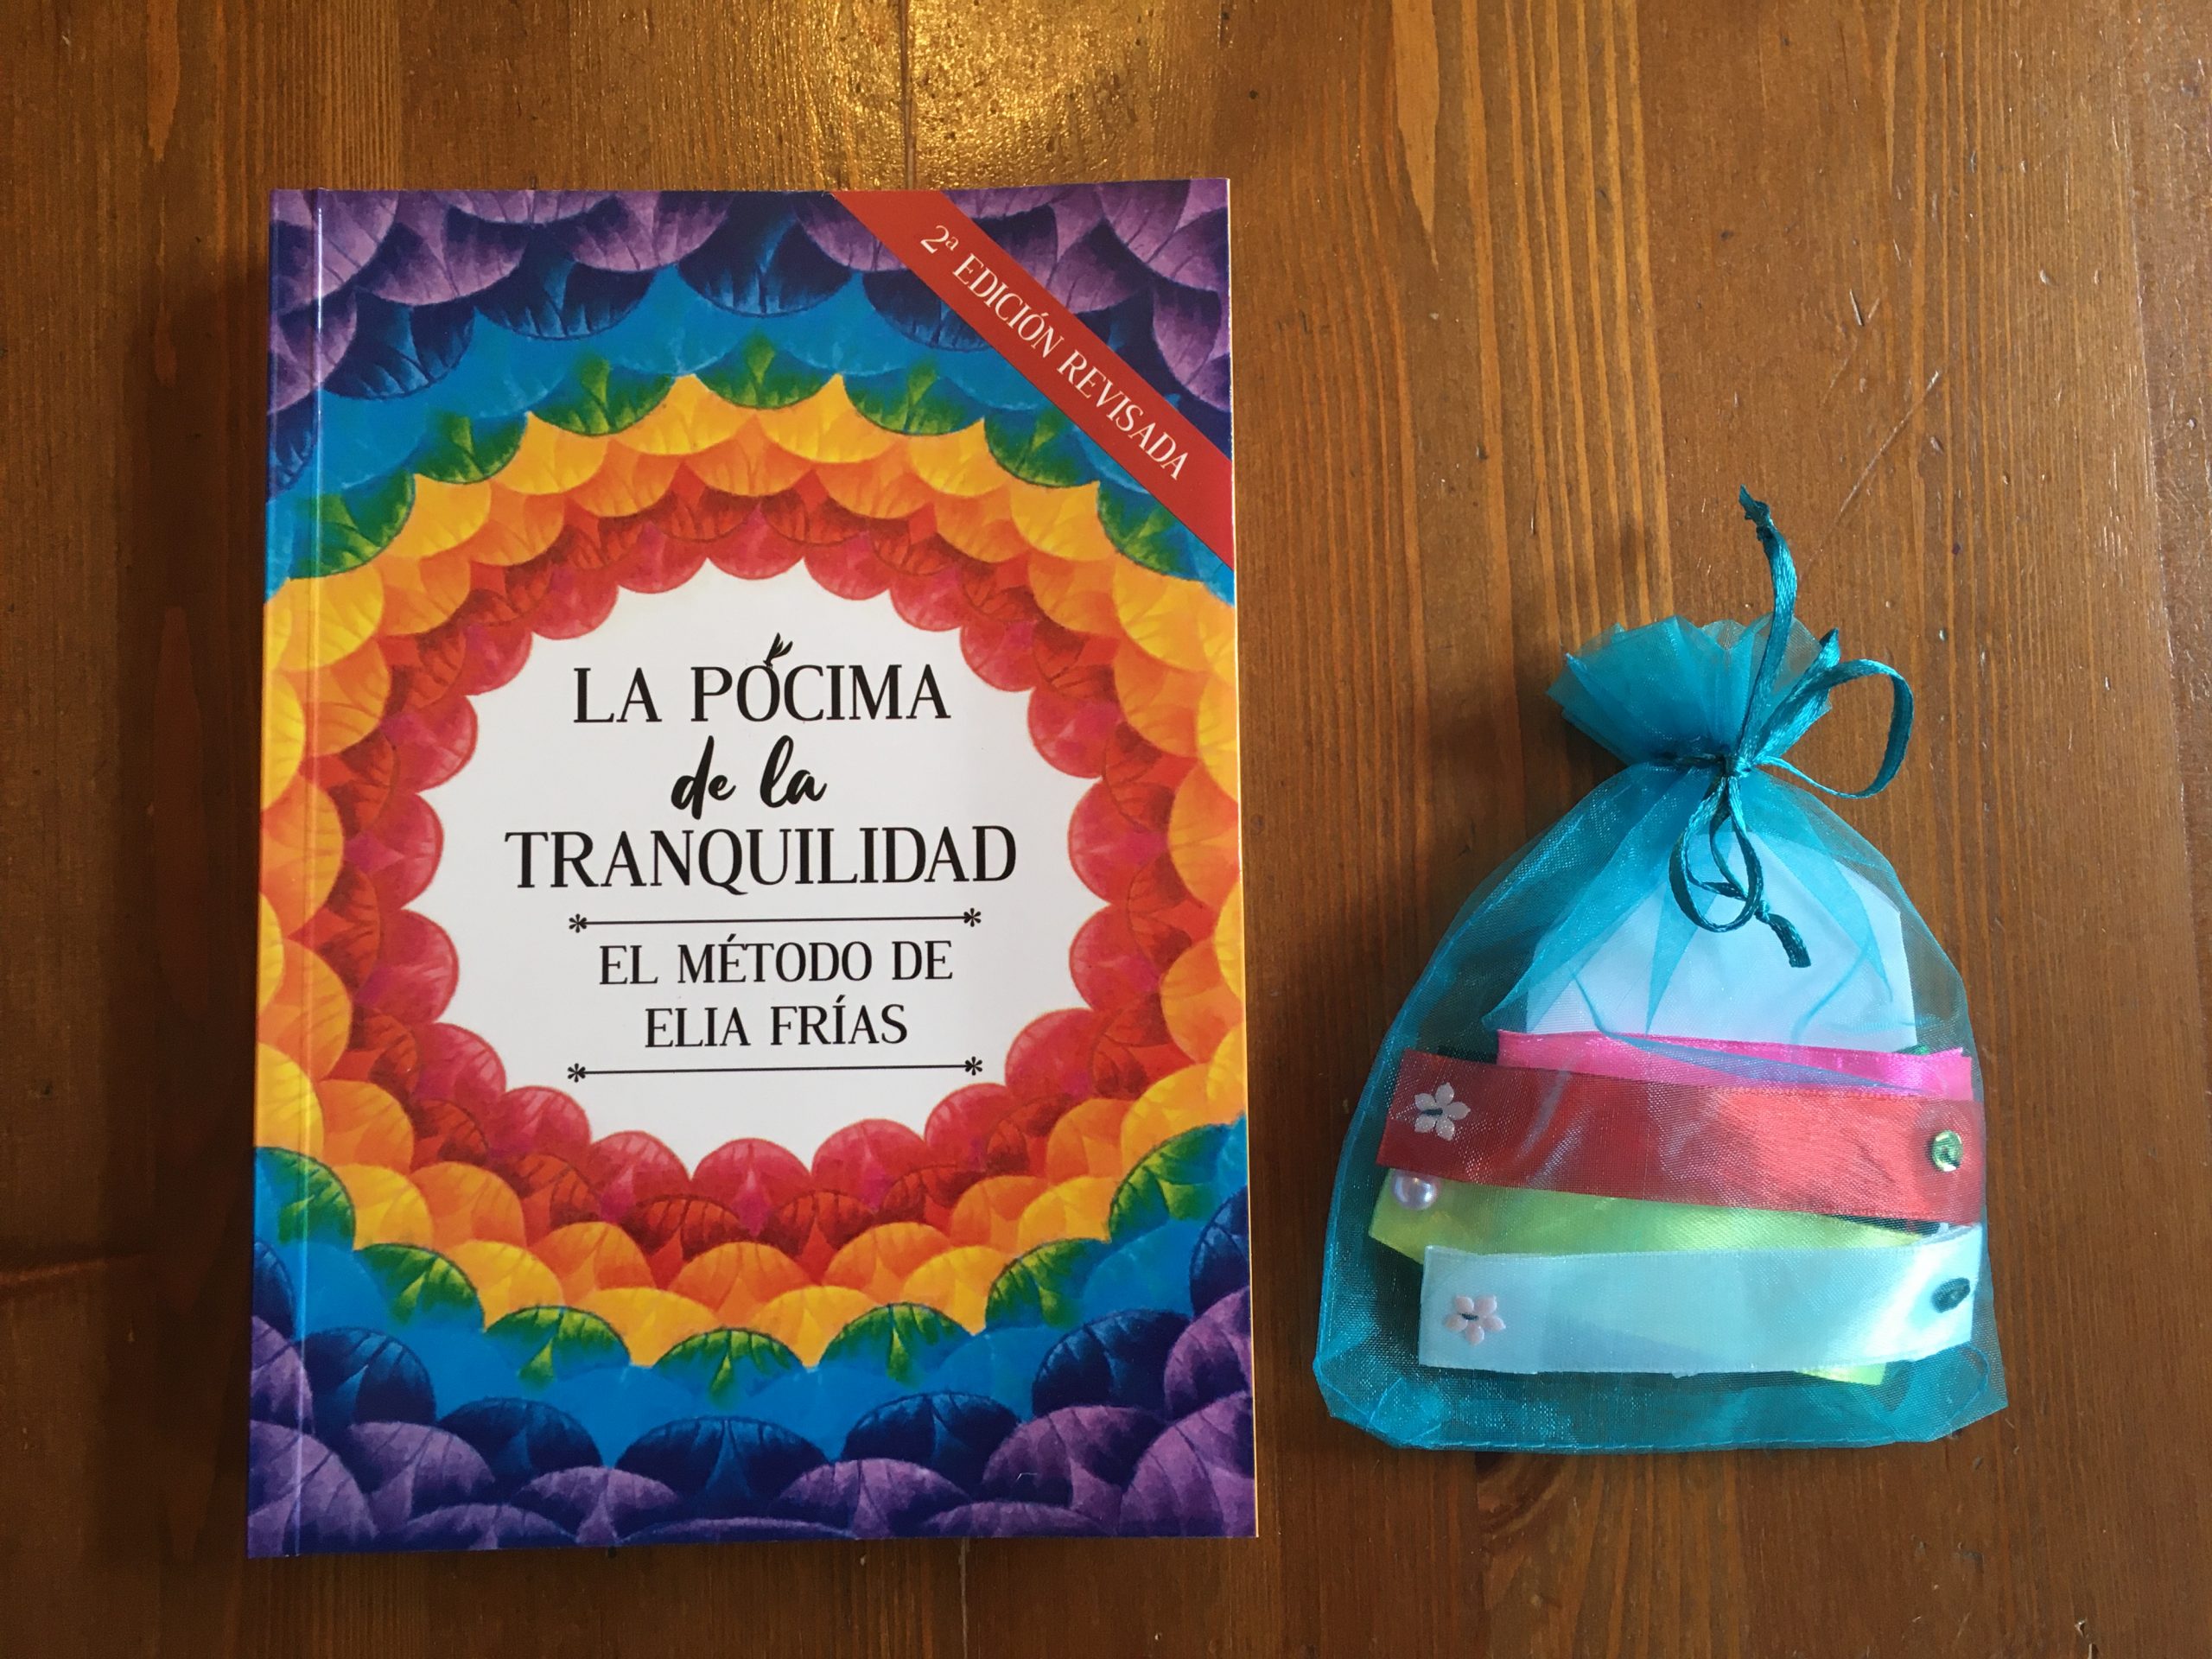 2ª EDICIÓN REVISADA
LA PÓCIMA
de la
TRANQUILIDAD
EL MÉTODO DE
ELIA FRÍAS